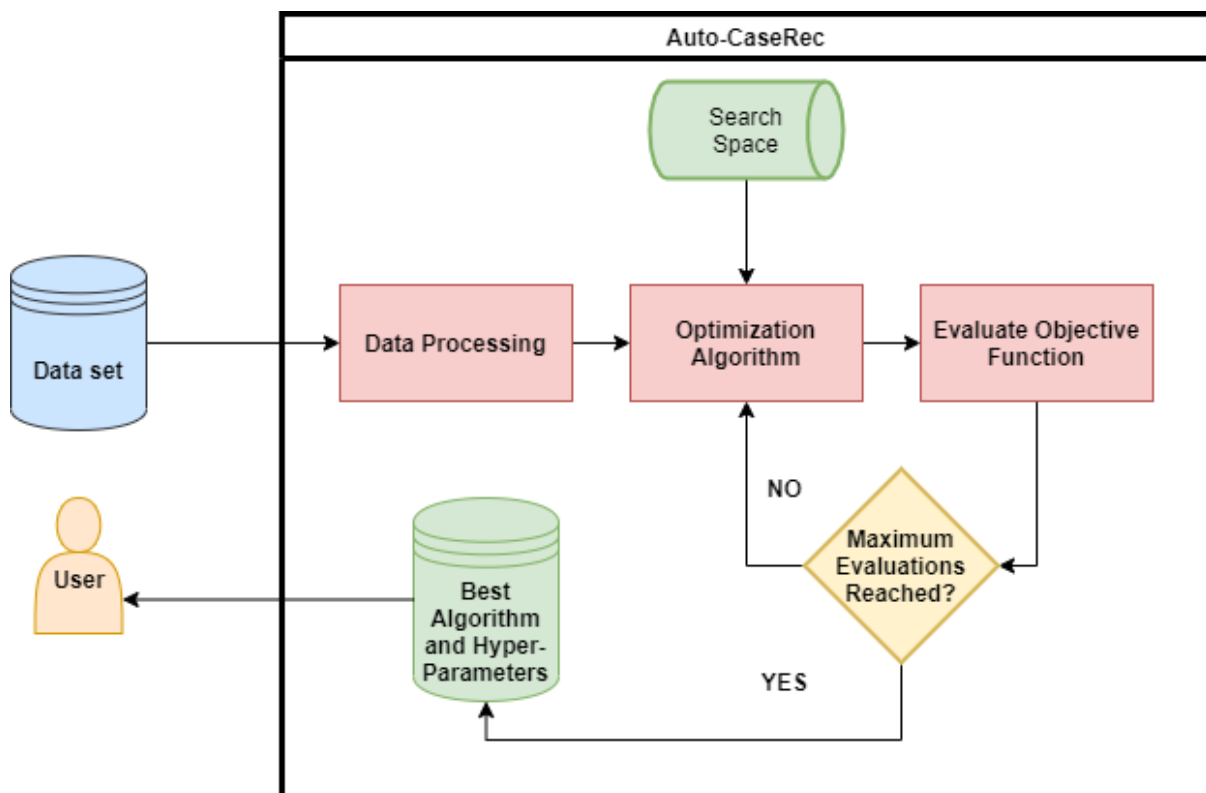 Auto-CaseRec
Search
Space
Data set
Data Processing
Optimization
Algorithm
Evaluate Objective
Function
NO
Maximum
Evaluations
Reached?
User
Best
Algorithm
and Hyper-
Parameters
YES